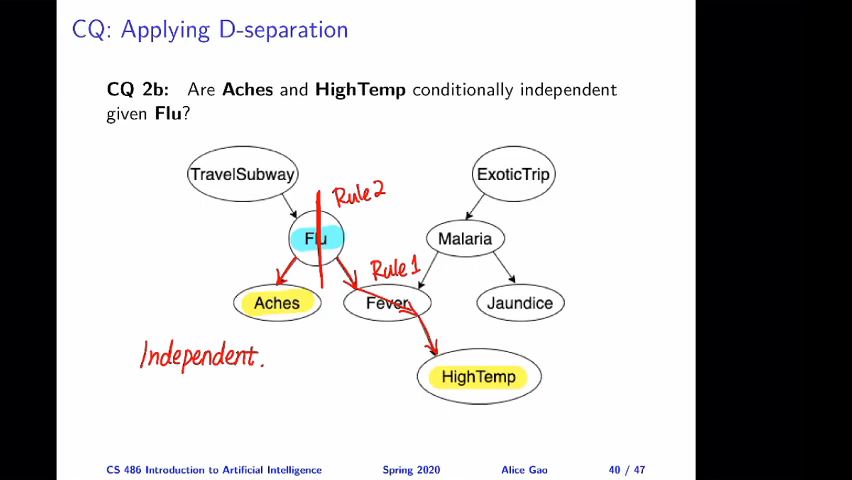 CQ: Applying D-separation
CQ 2b: Are Aches and HighTemp conditionally independent
given Flu?
TravelSubway
ExoticTrip
Rule 2
Flu
Malaria
Rule 1
Aches
Fever
Jaundice
Independent.
HighTemp
CS 486 Introduction to Artificial Intelligence Spring 2020 Alice Gao 40 / 47